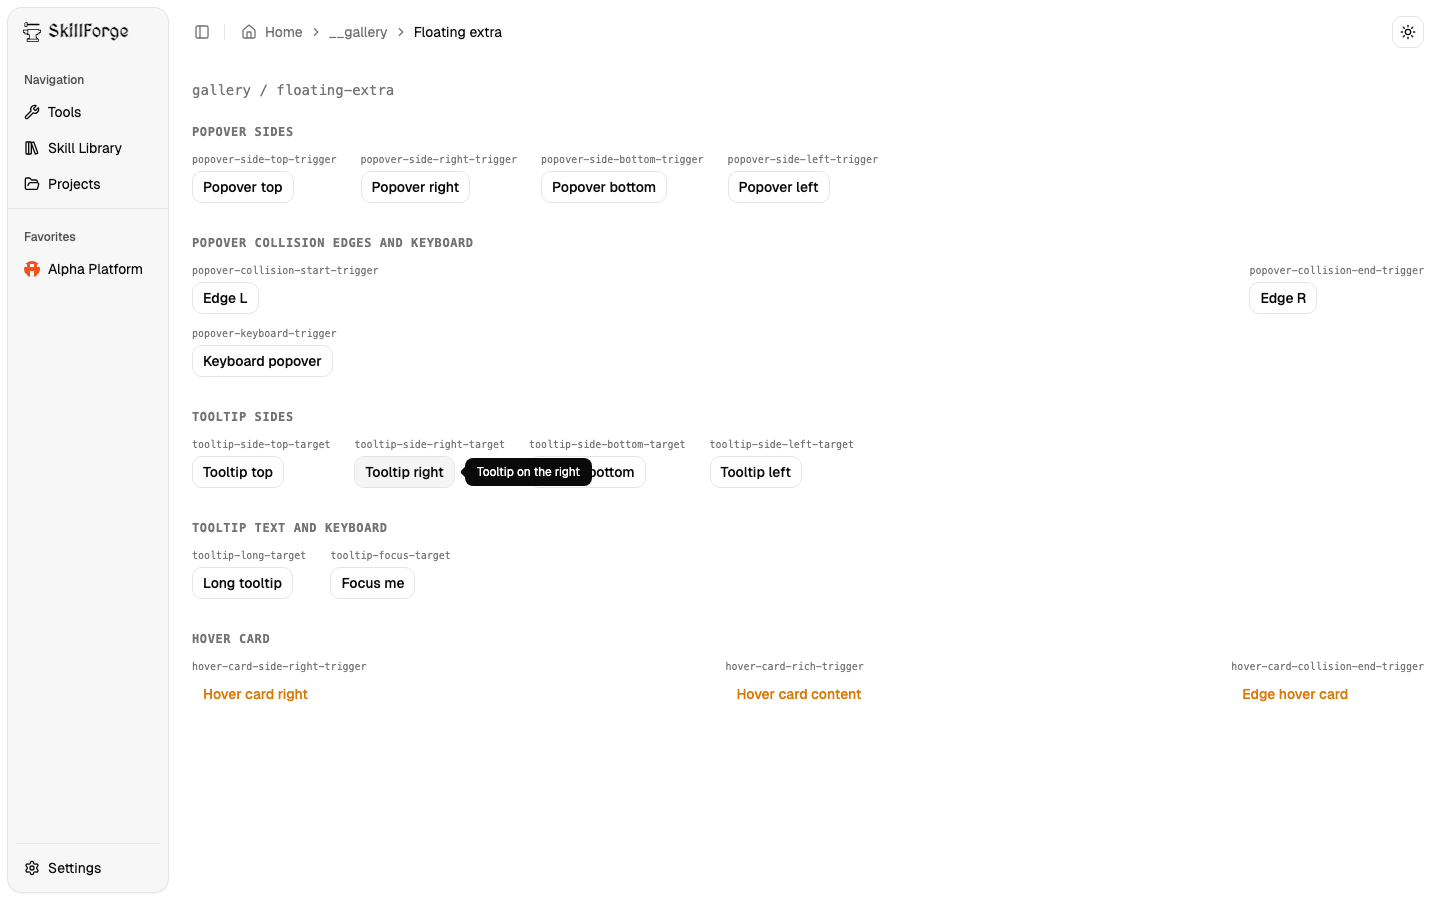 SkillForge
Home
__gallery
Floating extra
Navigation
Tools
Skill Library
Projects
Favorites
Alpha Platform
Settings
gallery / floating-extra
POPOVER SIDES
popover-side-top-trigger
popover-side-right-trigger
popover-side-bottom-trigger
popover-side-left-trigger
Popover top
Popover right
Popover bottom
Popover left
POPOVER COLLISION EDGES AND KEYBOARD
popover-collision-start-trigger
popover-collision-end-trigger
Edge L
Edge R
popover-keyboard-trigger
Keyboard popover
TOOLTIP SIDES
tooltip-side-top-target
tooltip-side-right-target
tooltip-side-bottom-target
tooltip-side-left-target
Tooltip top
Tooltip right
Tooltip on the right
bottom
Tooltip left
TOOLTIP TEXT AND KEYBOARD
tooltip-long-target
tooltip-focus-target
Long tooltip
Focus me
HOVER CARD
hover-card-side-right-trigger
hover-card-rich-trigger
hover-card-collision-end-trigger
Hover card right
Hover card content
Edge hover card